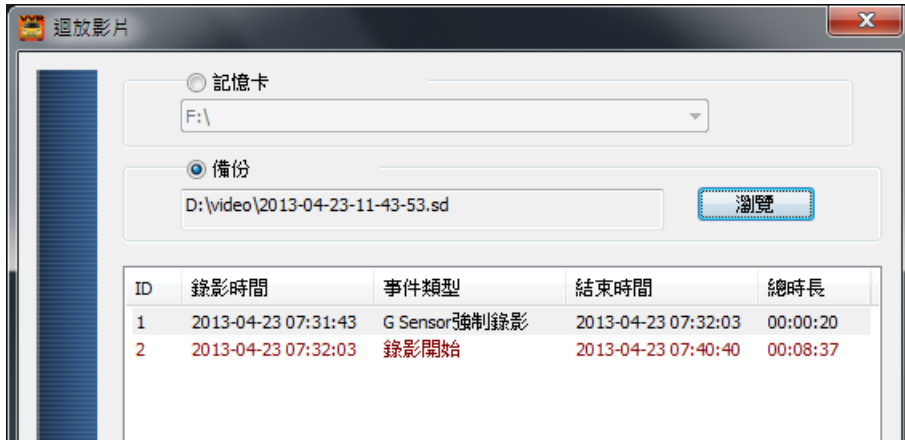 迴放影片
記憶卡
F:\
備份
D:\video\2013-04-23-11-43-53.sd
瀏覽
ID 錄影時間 事件類型 結束時間 總時長
1 2013-04-23 07:31:43 G Sensor強制錄影 2013-04-23 07:32:03 00:00:20
2 2013-04-23 07:32:03 錄影開始 2013-04-23 07:40:40 00:08:37